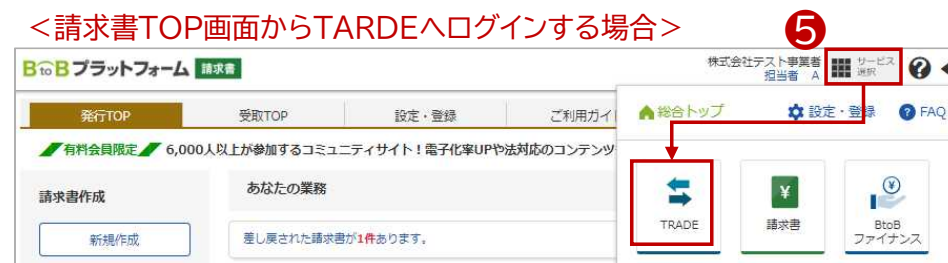 <請求書TOP画面からTARDEへログインする場合>
❺
BtoBプラットフォーム 請求書
株式会社テスト事業者
担当者 A
サービス
選択
発行TOP
受取TOP
設定・登録
ご利用ガイ
総合トップ
設定・登録
FAQ
有料会員限定 6,000人以上が参加するコミュニティサイト！電子化率UPや法対応のコンテンツ
請求書作成
あなたの業務
新規作成
差し戻された請求書が1件あります。
TRADE
請求書
BtoB
ファイナンス